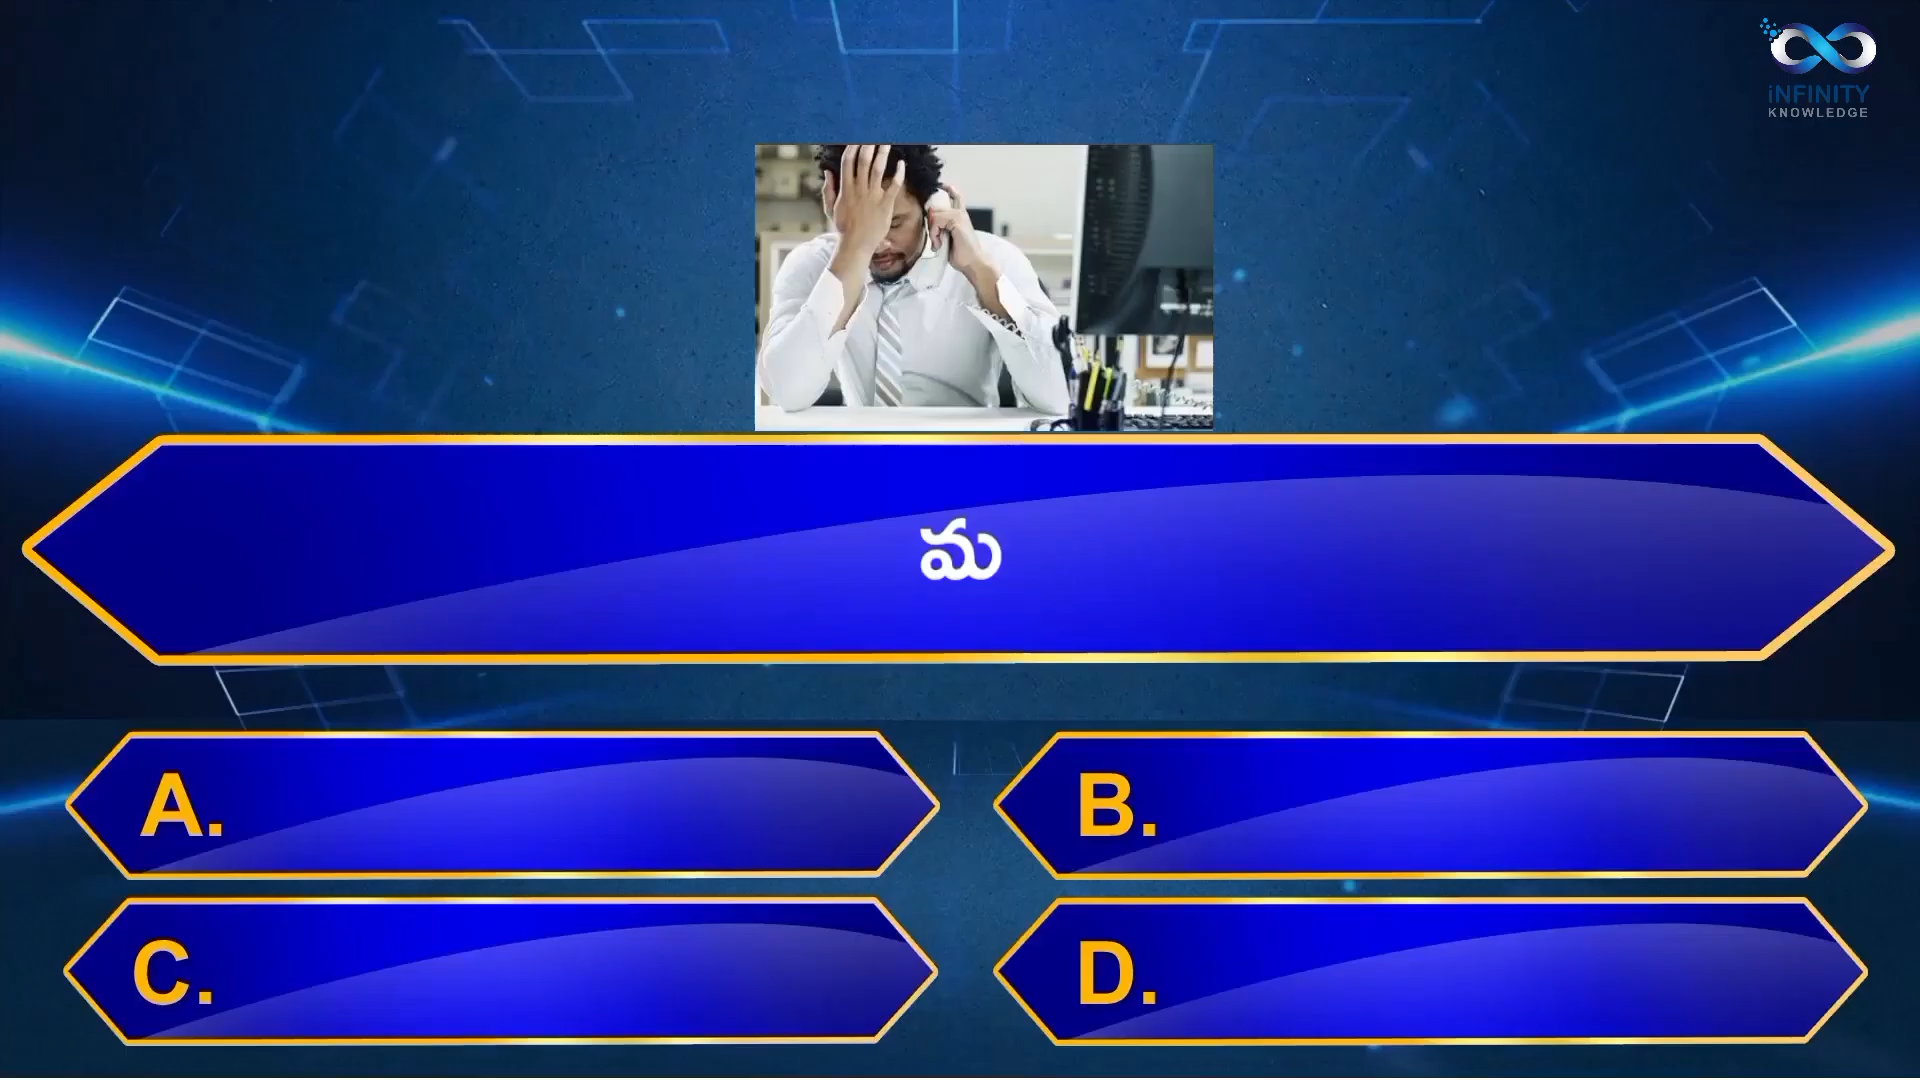 iNFINITY
KNOWLEDGE
మ
A.
B.
C.
D.